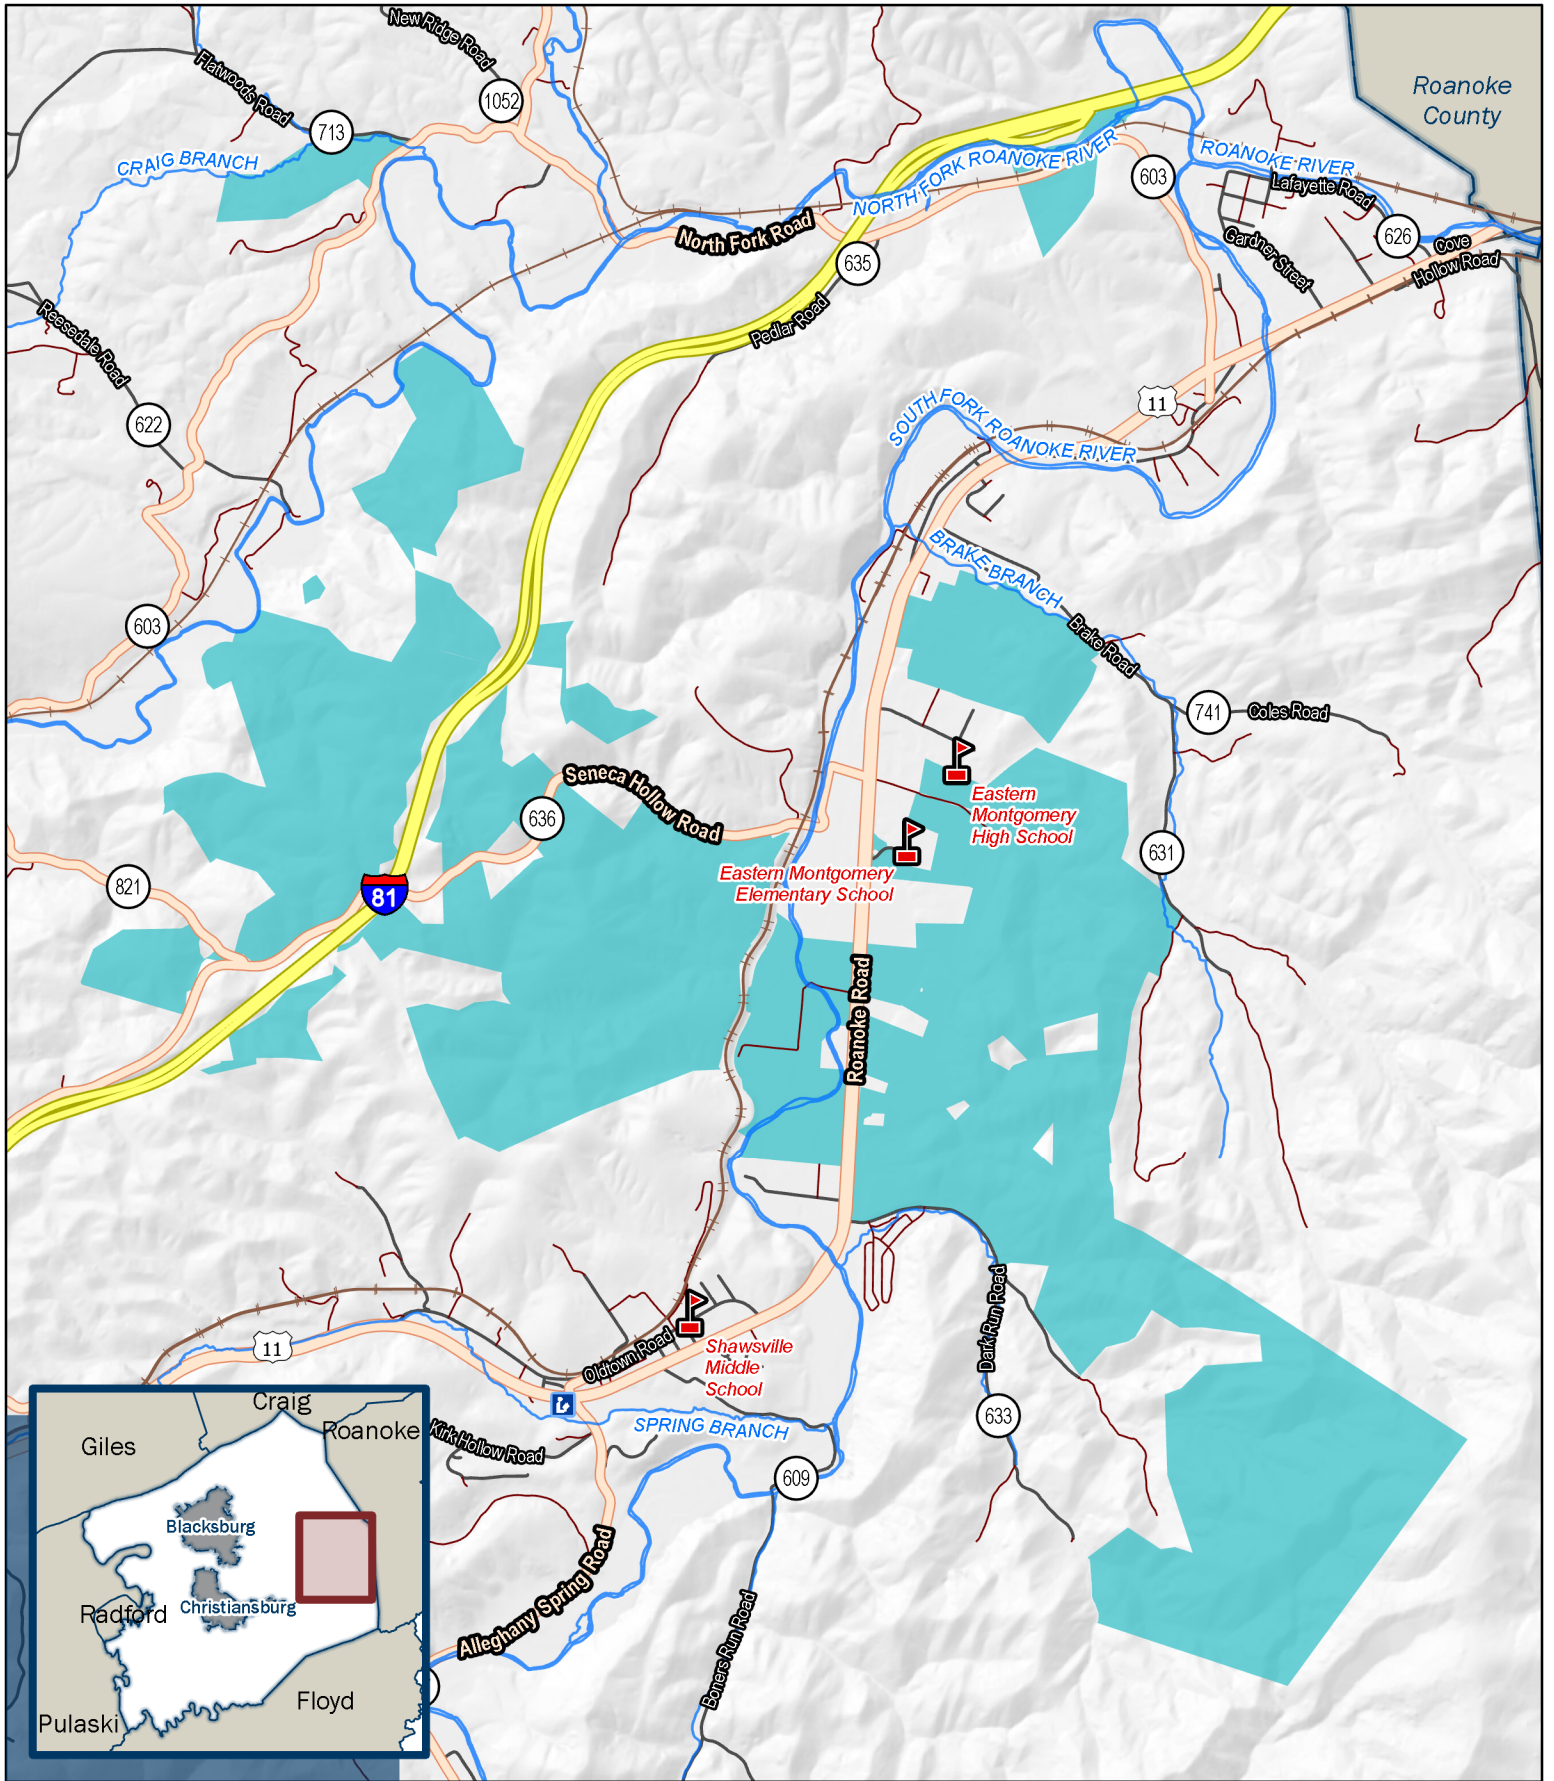 New Ridge Road
1052
Flatwoods Road
713
CRAIG BRANCH
Roanoke
County
NORTH FORK ROANOKE RIVER
603
ROANOKE RIVER
Lafayette Road
626
Cove
Hollow Road
Gardner Street
North Fork Road
635
Pedlar Road
Reesedale Road
622
11
SOUTH FORK ROANOKE RIVER
BRAKE BRANCH
Brake Road
603
741
Coles Road
Seneca Hollow Road
636
Eastern
Montgomery
High School
631
Eastern Montgomery
Elementary School
821
81
Roanoke Road
Dark Run Road
11
Oldtown Road
Shawsville
Middle
School
633
SPRING BRANCH
Kirk Hollow Road
609
Alleghany Spring Road
Boners Run Road
Craig
Giles
Roanoke
Blacksburg
Radford
Christiansburg
Floyd
Pulaski